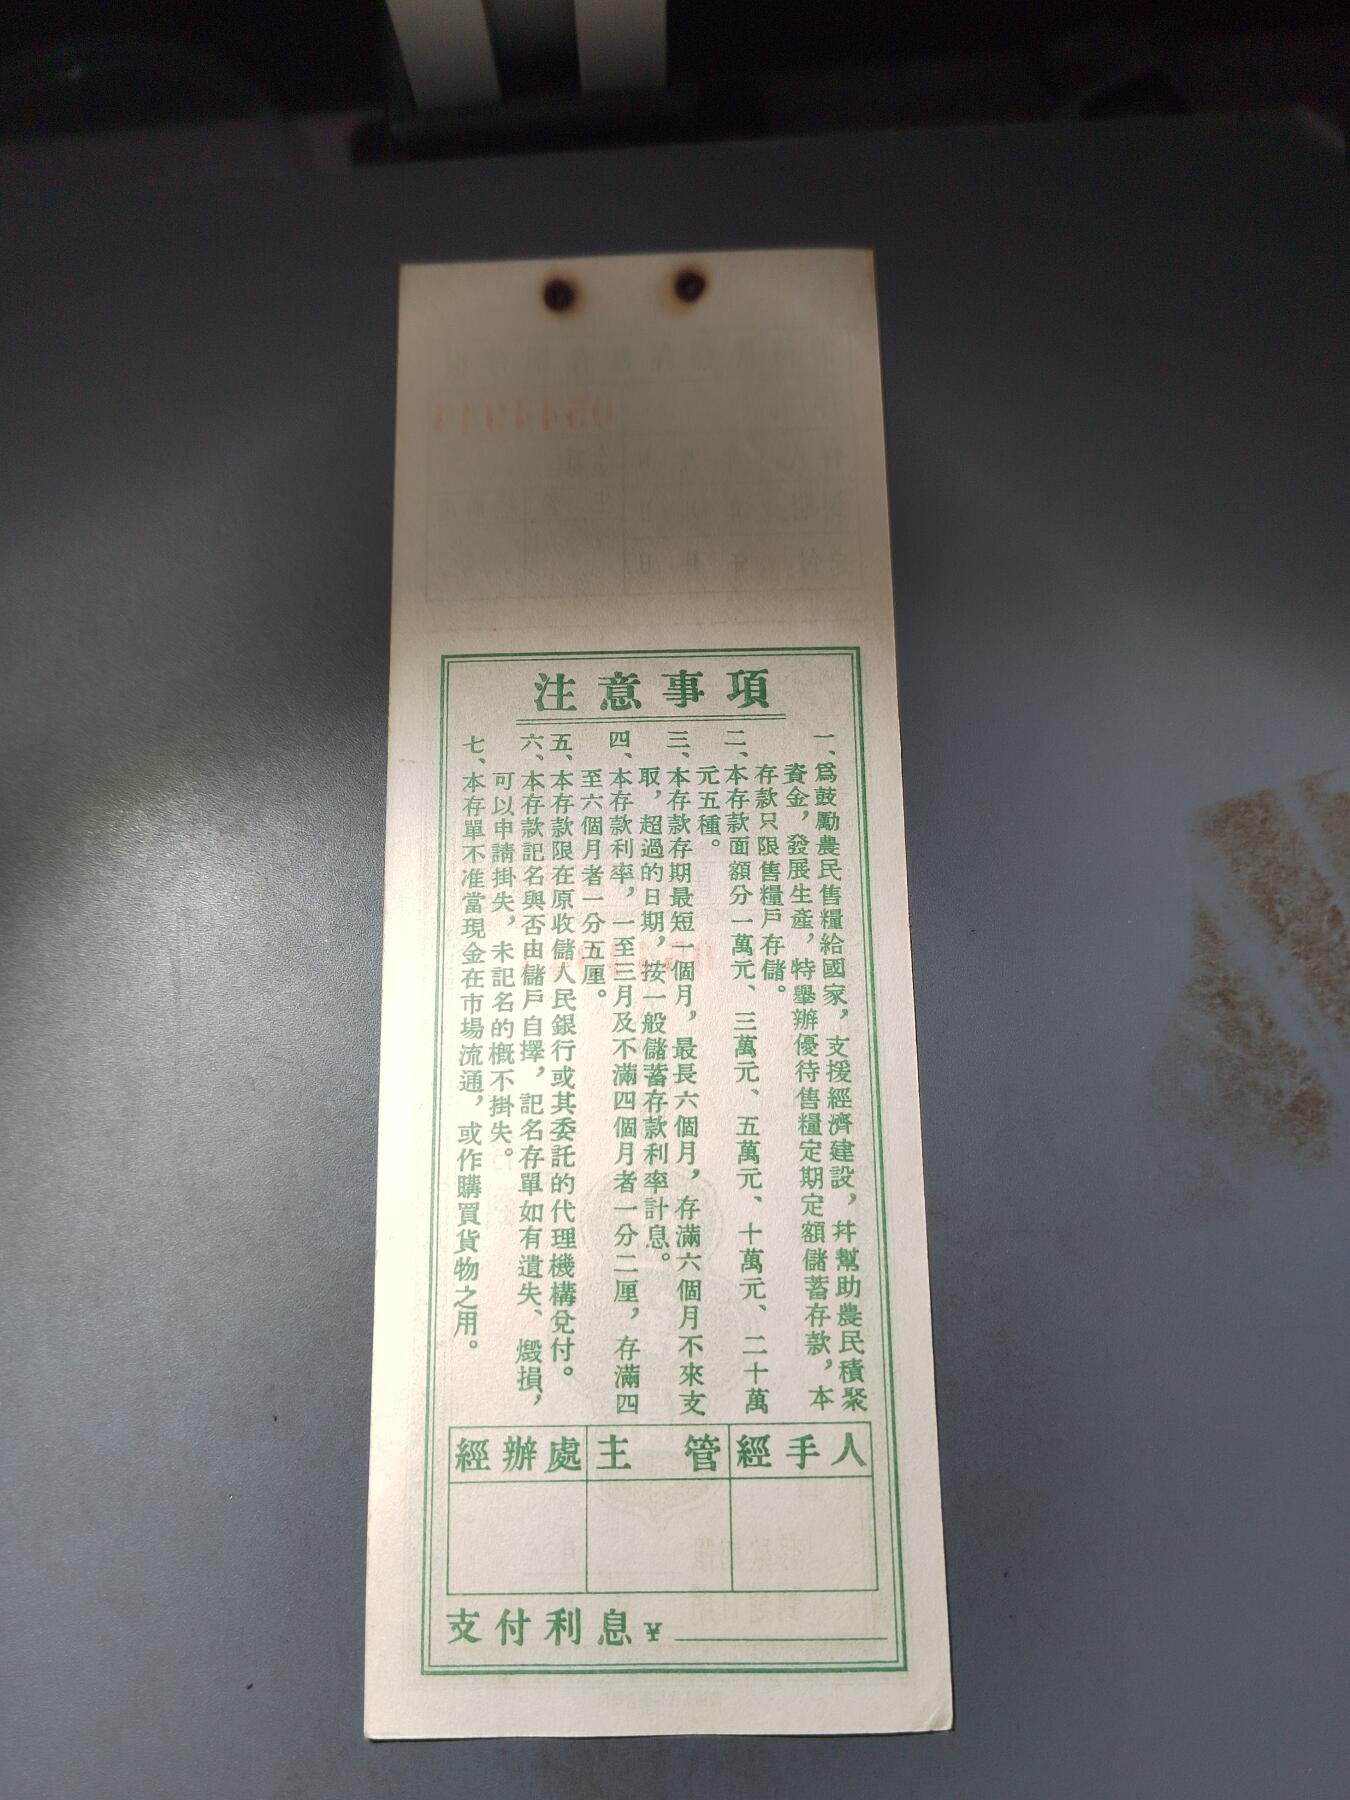 注意事項
一、爲鼓勵農民售糧給國家，支援經濟建設，幷幫助農民積聚
資金，發展生產，特舉辦優待售糧定期定額儲蓄存款，本
存款只限售糧戶存儲。
二、本存款面額分一萬元、三萬元、五萬元、十萬元、二十萬
元五種。
三、本存款存期最短一個月，最長六個月，存滿六個月不來支
取，超過的日期，按一般儲蓄存款利率計息。
四、本存款利率，一至三月及不滿四個月者一分二厘，存滿四
至六個月者一分五厘。
五、本存款限在原收儲人民銀行或其委託的代理機構兌付。
六、本存款記名與否由儲戶自擇，記名存單如有遺失、燬損，
可以申請掛失，未記名的概不掛失。
七、本存單不准當現金在市場流通，或作購買貨物之用。
經辦處 主管 經手人
支付利息¥